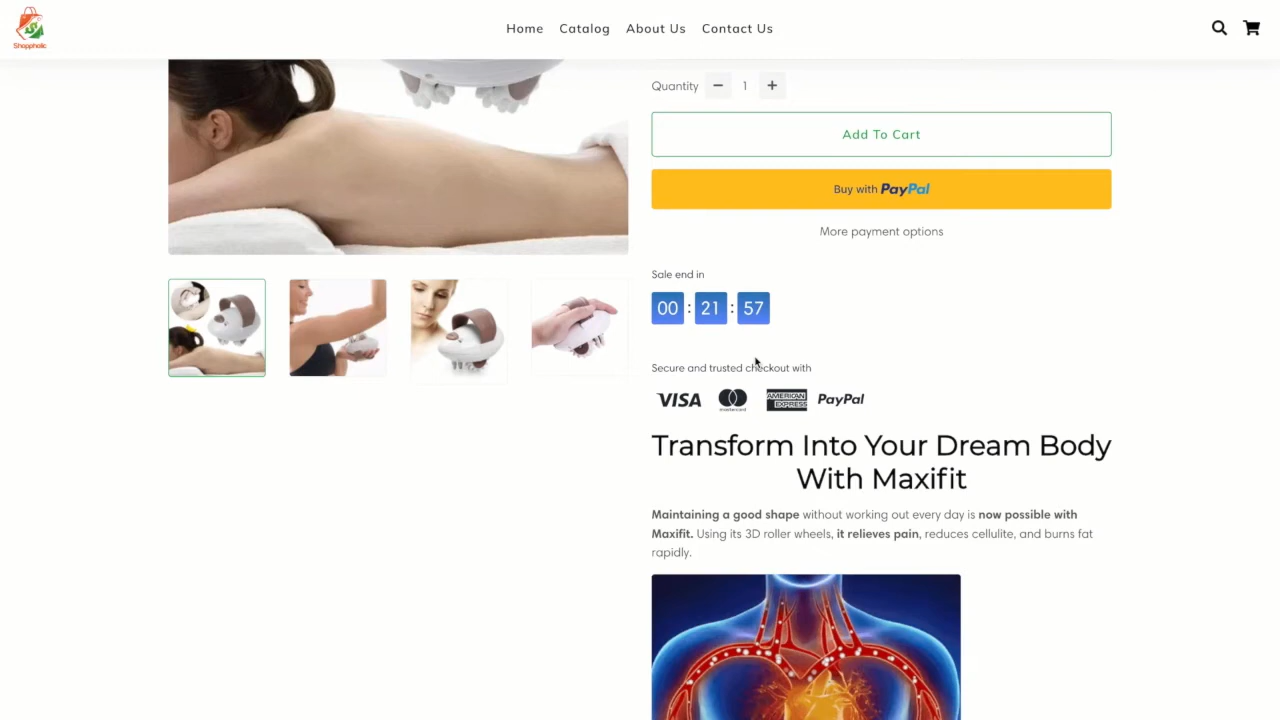 Shoppholic
Home Catalog About Us Contact Us
Quantity − 1 +
Add To Cart
Buy with PayPal
More payment options
Sale end in
00 : 21 : 57
Secure and trusted checkout with
VISA mastercard AMERICAN EXPRESS PayPal
Transform Into Your Dream Body
With Maxifit
Maintaining a good shape without working out every day is now possible with
Maxifit. Using its 3D roller wheels, it relieves pain, reduces cellulite, and burns fat
rapidly.